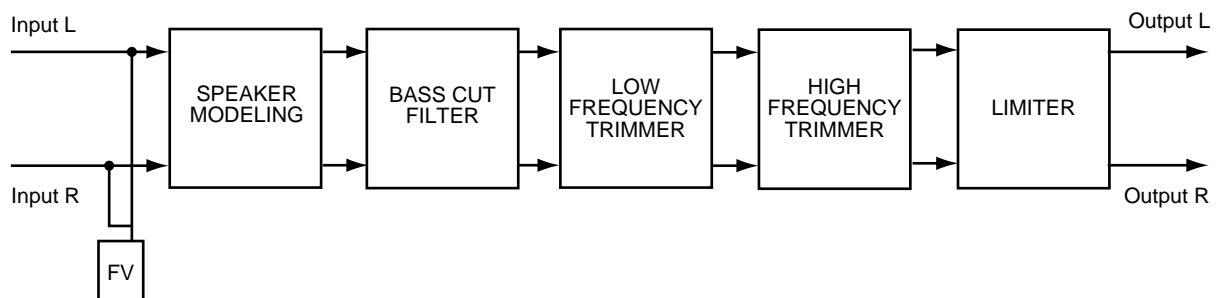 Input L
Output L
SPEAKER
MODELING
BASS CUT
FILTER
LOW
FREQUENCY
TRIMMER
HIGH
FREQUENCY
TRIMMER
LIMITER
Input R
Output R
FV